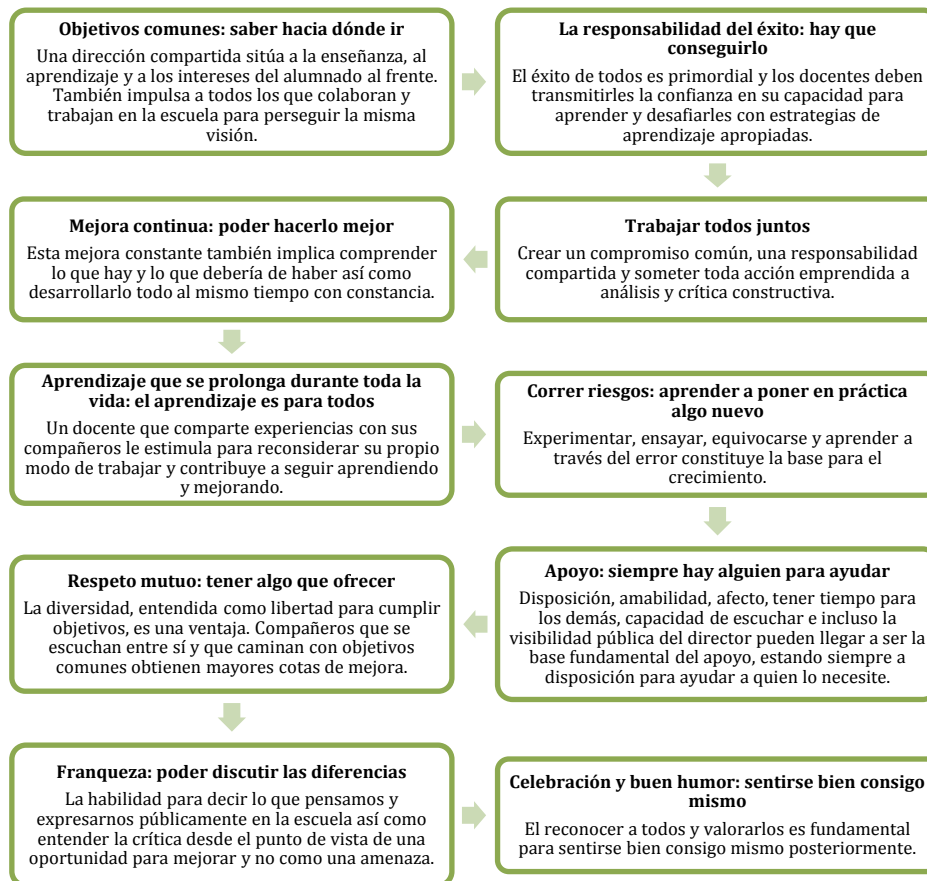 Objetivos comunes: saber hacia dónde ir
Una dirección compartida sitúa a la enseñanza, al
aprendizaje y a los intereses del alumnado al frente.
También impulsa a todos los que colaboran y
trabajan en la escuela para perseguir la misma
visión.
La responsabilidad del éxito: hay que
conseguirlo
El éxito de todos es primordial y los docentes deben
transmitirles la confianza en su capacidad para
aprender y desafiarles con estrategias de
aprendizaje apropiadas.
Trabajar todos juntos
Crear un compromiso común, una responsabilidad
compartida y someter toda acción emprendida a
análisis y crítica constructiva.
Mejora continua: poder hacerlo mejor
Esta mejora constante también implica comprender
lo que hay y lo que debería de haber así como
desarrollarlo todo al mismo tiempo con constancia.
Aprendizaje que se prolonga durante toda la
vida: el aprendizaje es para todos
Un docente que comparte experiencias con sus
compañeros le estimula para reconsiderar su propio
modo de trabajar y contribuye a seguir aprendiendo
y mejorando.
Correr riesgos: aprender a poner en práctica
algo nuevo
Experimentar, ensayar, equivocarse y aprender a
través del error constituye la base para el
crecimiento.
Apoyo: siempre hay alguien para ayudar
Disposición, amabilidad, afecto, tener tiempo para
los demás, capacidad de escuchar e incluso la
visibilidad pública del director pueden llegar a ser la
base fundamental del apoyo, estando siempre a
disposición para ayudar a quien lo necesite.
Respeto mutuo: tener algo que ofrecer
La diversidad, entendida como libertad para cumplir
objetivos, es una ventaja. Compañeros que se
escuchan entre sí y que caminan con objetivos
comunes obtienen mayores cotas de mejora.
Franqueza: poder discutir las diferencias
La habilidad para decir lo que pensamos y
expresarnos públicamente en la escuela así como
entender la crítica desde el punto de vista de una
oportunidad para mejorar y no como una amenaza.
Celebración y buen humor: sentirse bien consigo
mismo
El reconocer a todos y valorarlos es fundamental
para sentirse bien consigo mismo posteriormente.